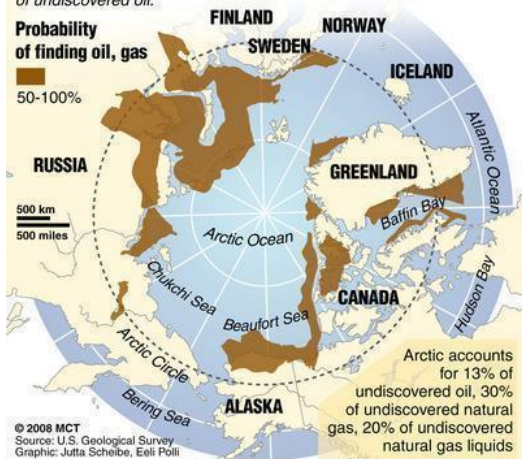 of undiscovered oil.
Probability
of finding oil, gas
50-100%
FINLAND
SWEDEN
NORWAY
ICELAND
Atlantic Ocean
RUSSIA
GREENLAND
Baffin Bay
500 km
500 miles
Arctic Ocean
Chukchi Sea
Beaufort Sea
CANADA
Hudson Bay
Arctic Circle
Bering Sea
ALASKA
Arctic accounts
for 13% of
undiscovered oil, 30%
of undiscovered natural
gas, 20% of undiscovered
natural gas liquids
© 2008 MCT
Source: U.S. Geological Survey
Graphic: Jutta Scheibe, Eeli Polli